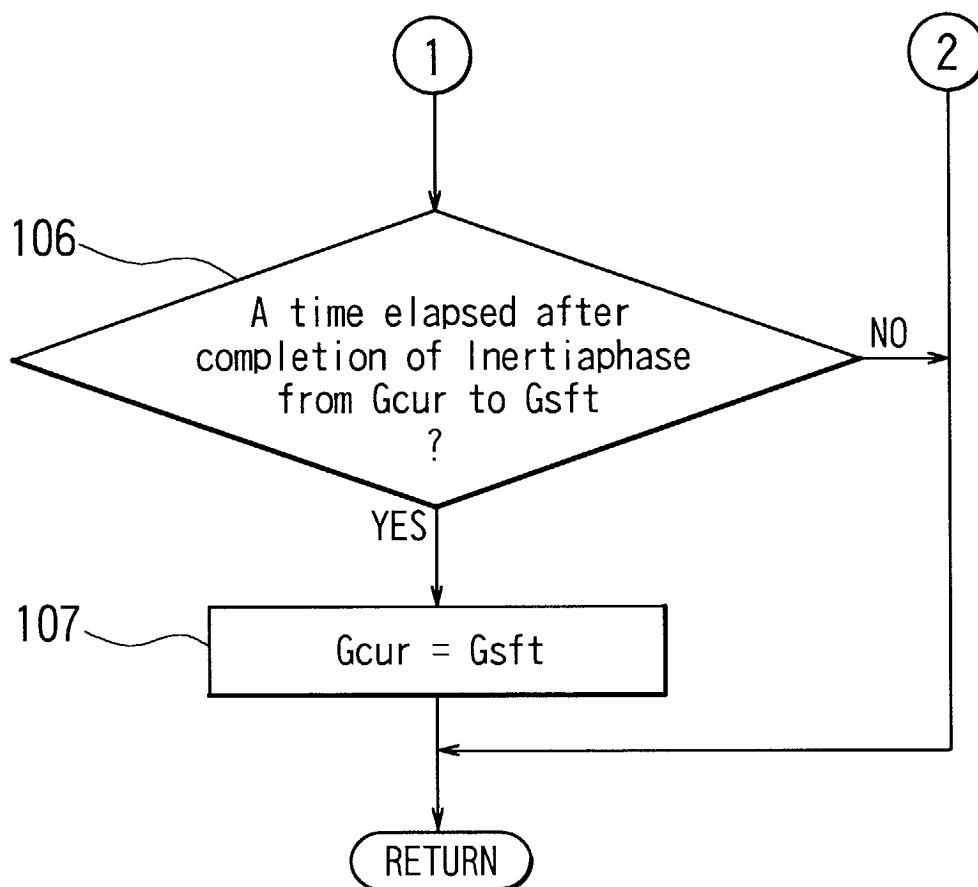 1
2
106
A time elapsed after
completion of Inertiaphase
from Gcur to Gsft
?
NO
YES
107
Gcur = Gsft
RETURN